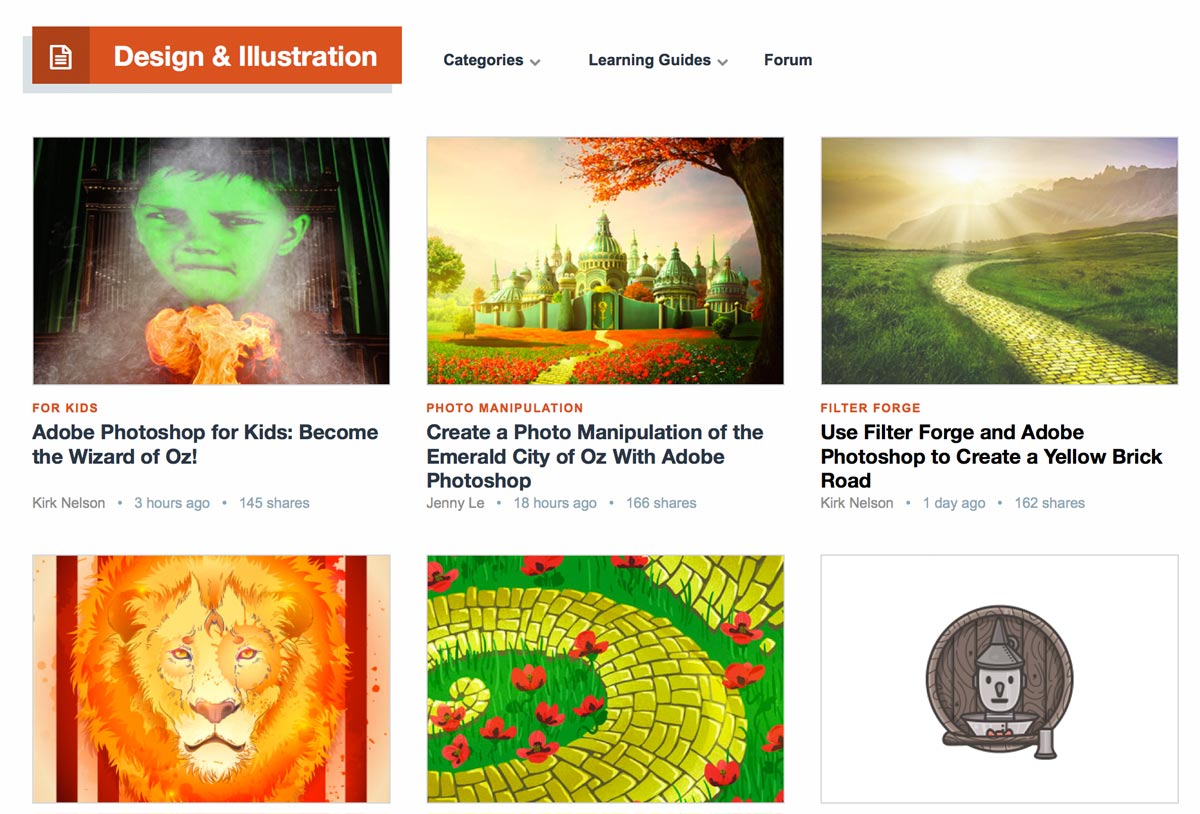 Design & Illustration
Categories
Learning Guides
Forum
FOR KIDS
Adobe Photoshop for Kids: Become
the Wizard of Oz!
Kirk Nelson • 3 hours ago • 145 shares
PHOTO MANIPULATION
Create a Photo Manipulation of the
Emerald City of Oz With Adobe
Photoshop
Jenny Le • 18 hours ago • 166 shares
FILTER FORGE
Use Filter Forge and Adobe
Photoshop to Create a Yellow Brick
Road
Kirk Nelson • 1 day ago • 162 shares